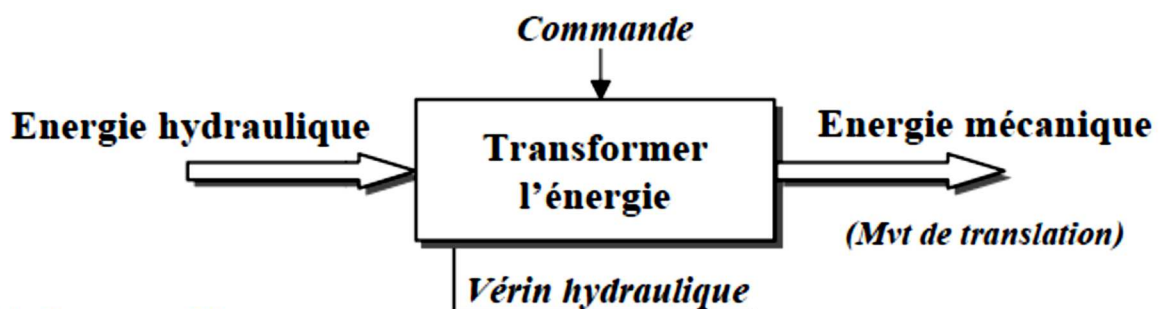 Commande
Energie hydraulique
Transformer
l'énergie
Energie mécanique
(Mvt de translation)
Vérin hydraulique